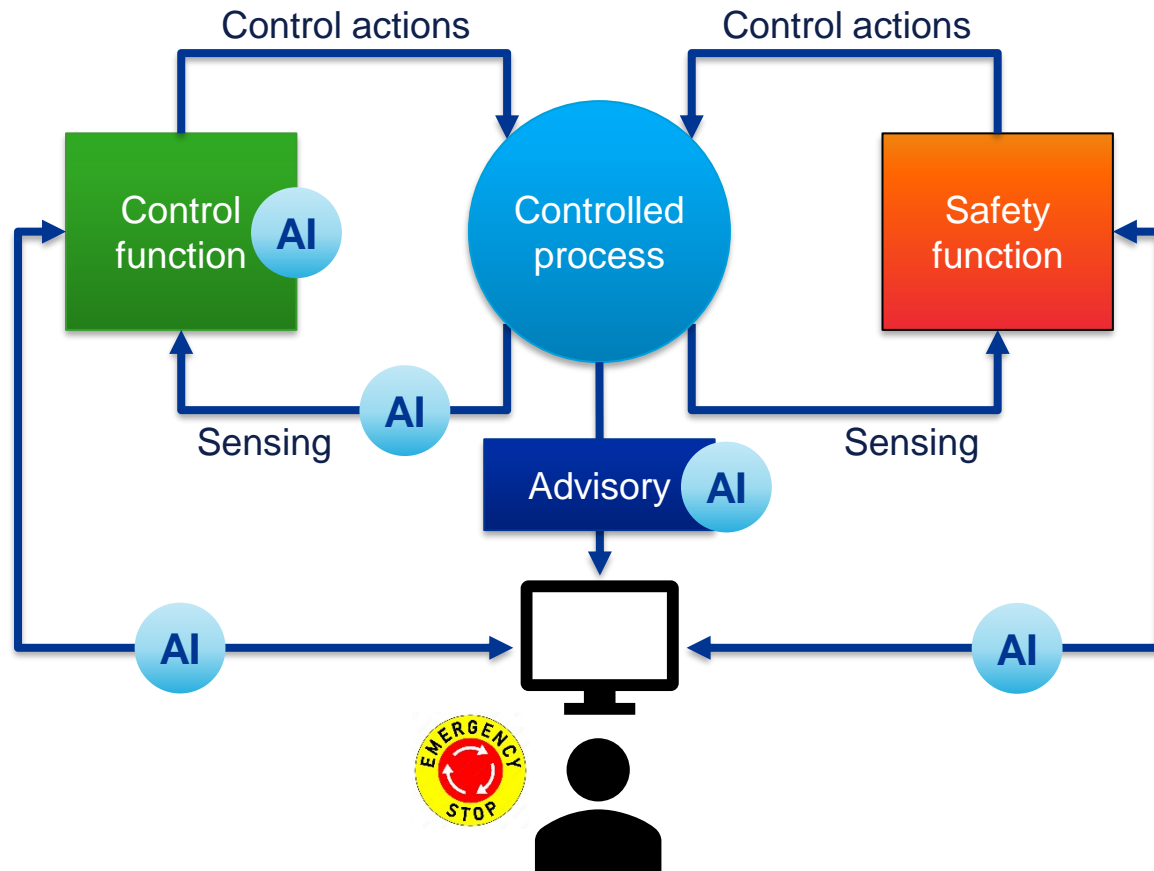 Control actions
Control actions
Control
function
AI
Controlled
process
Safety
function
AI
Sensing
Sensing
Advisory
AI
AI
AI
EMERGENCY
STOP